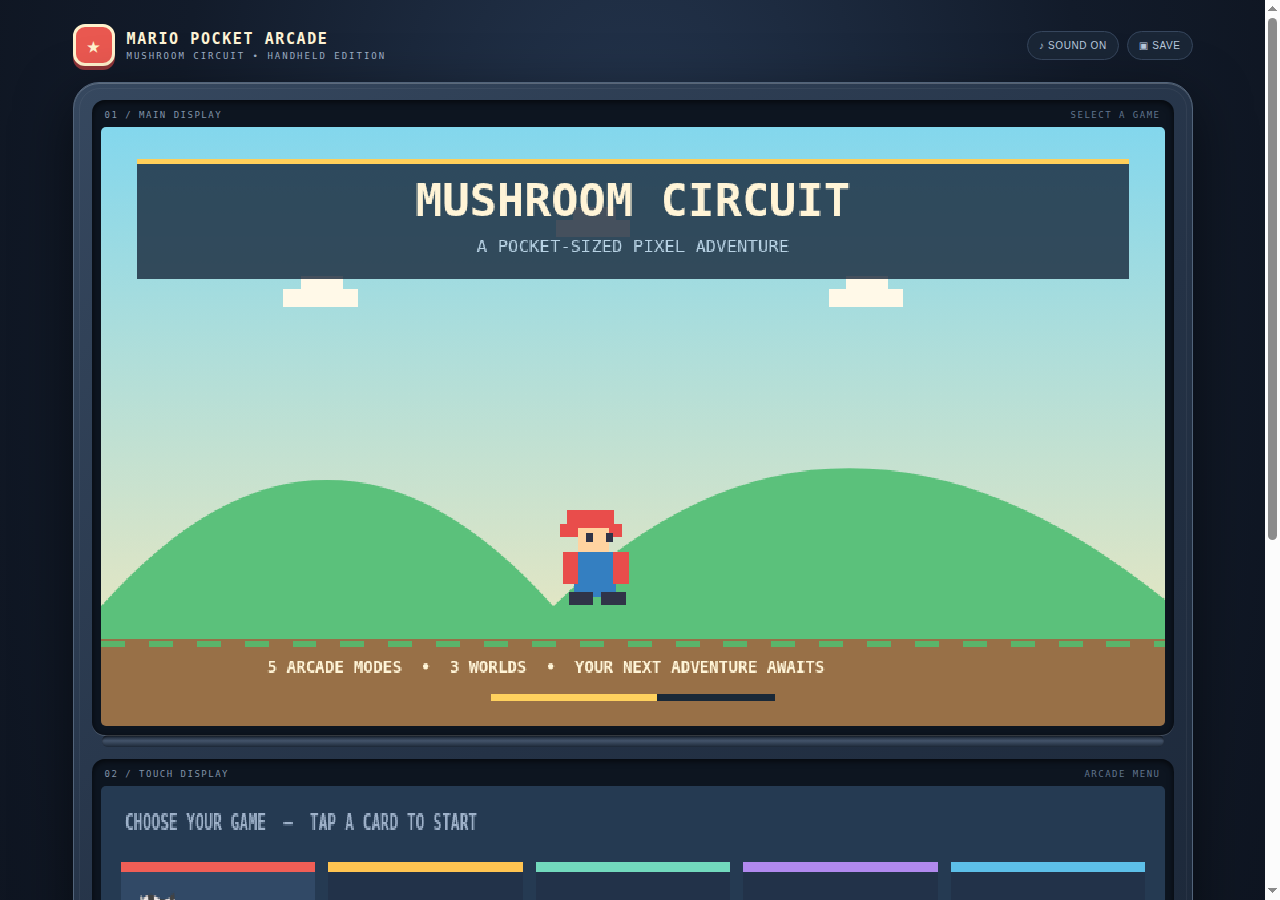 ★
MARIO POCKET ARCADE
MUSHROOM CIRCUIT • HANDHELD EDITION
♪ SOUND ON
▣ SAVE
01 / MAIN DISPLAY
SELECT A GAME
MUSHROOM CIRCUIT
A POCKET-SIZED PIXEL ADVENTURE
5 ARCADE MODES • 3 WORLDS • YOUR NEXT ADVENTURE AWAITS
02 / TOUCH DISPLAY
ARCADE MENU
CHOOSE YOUR GAME — TAP A CARD TO START